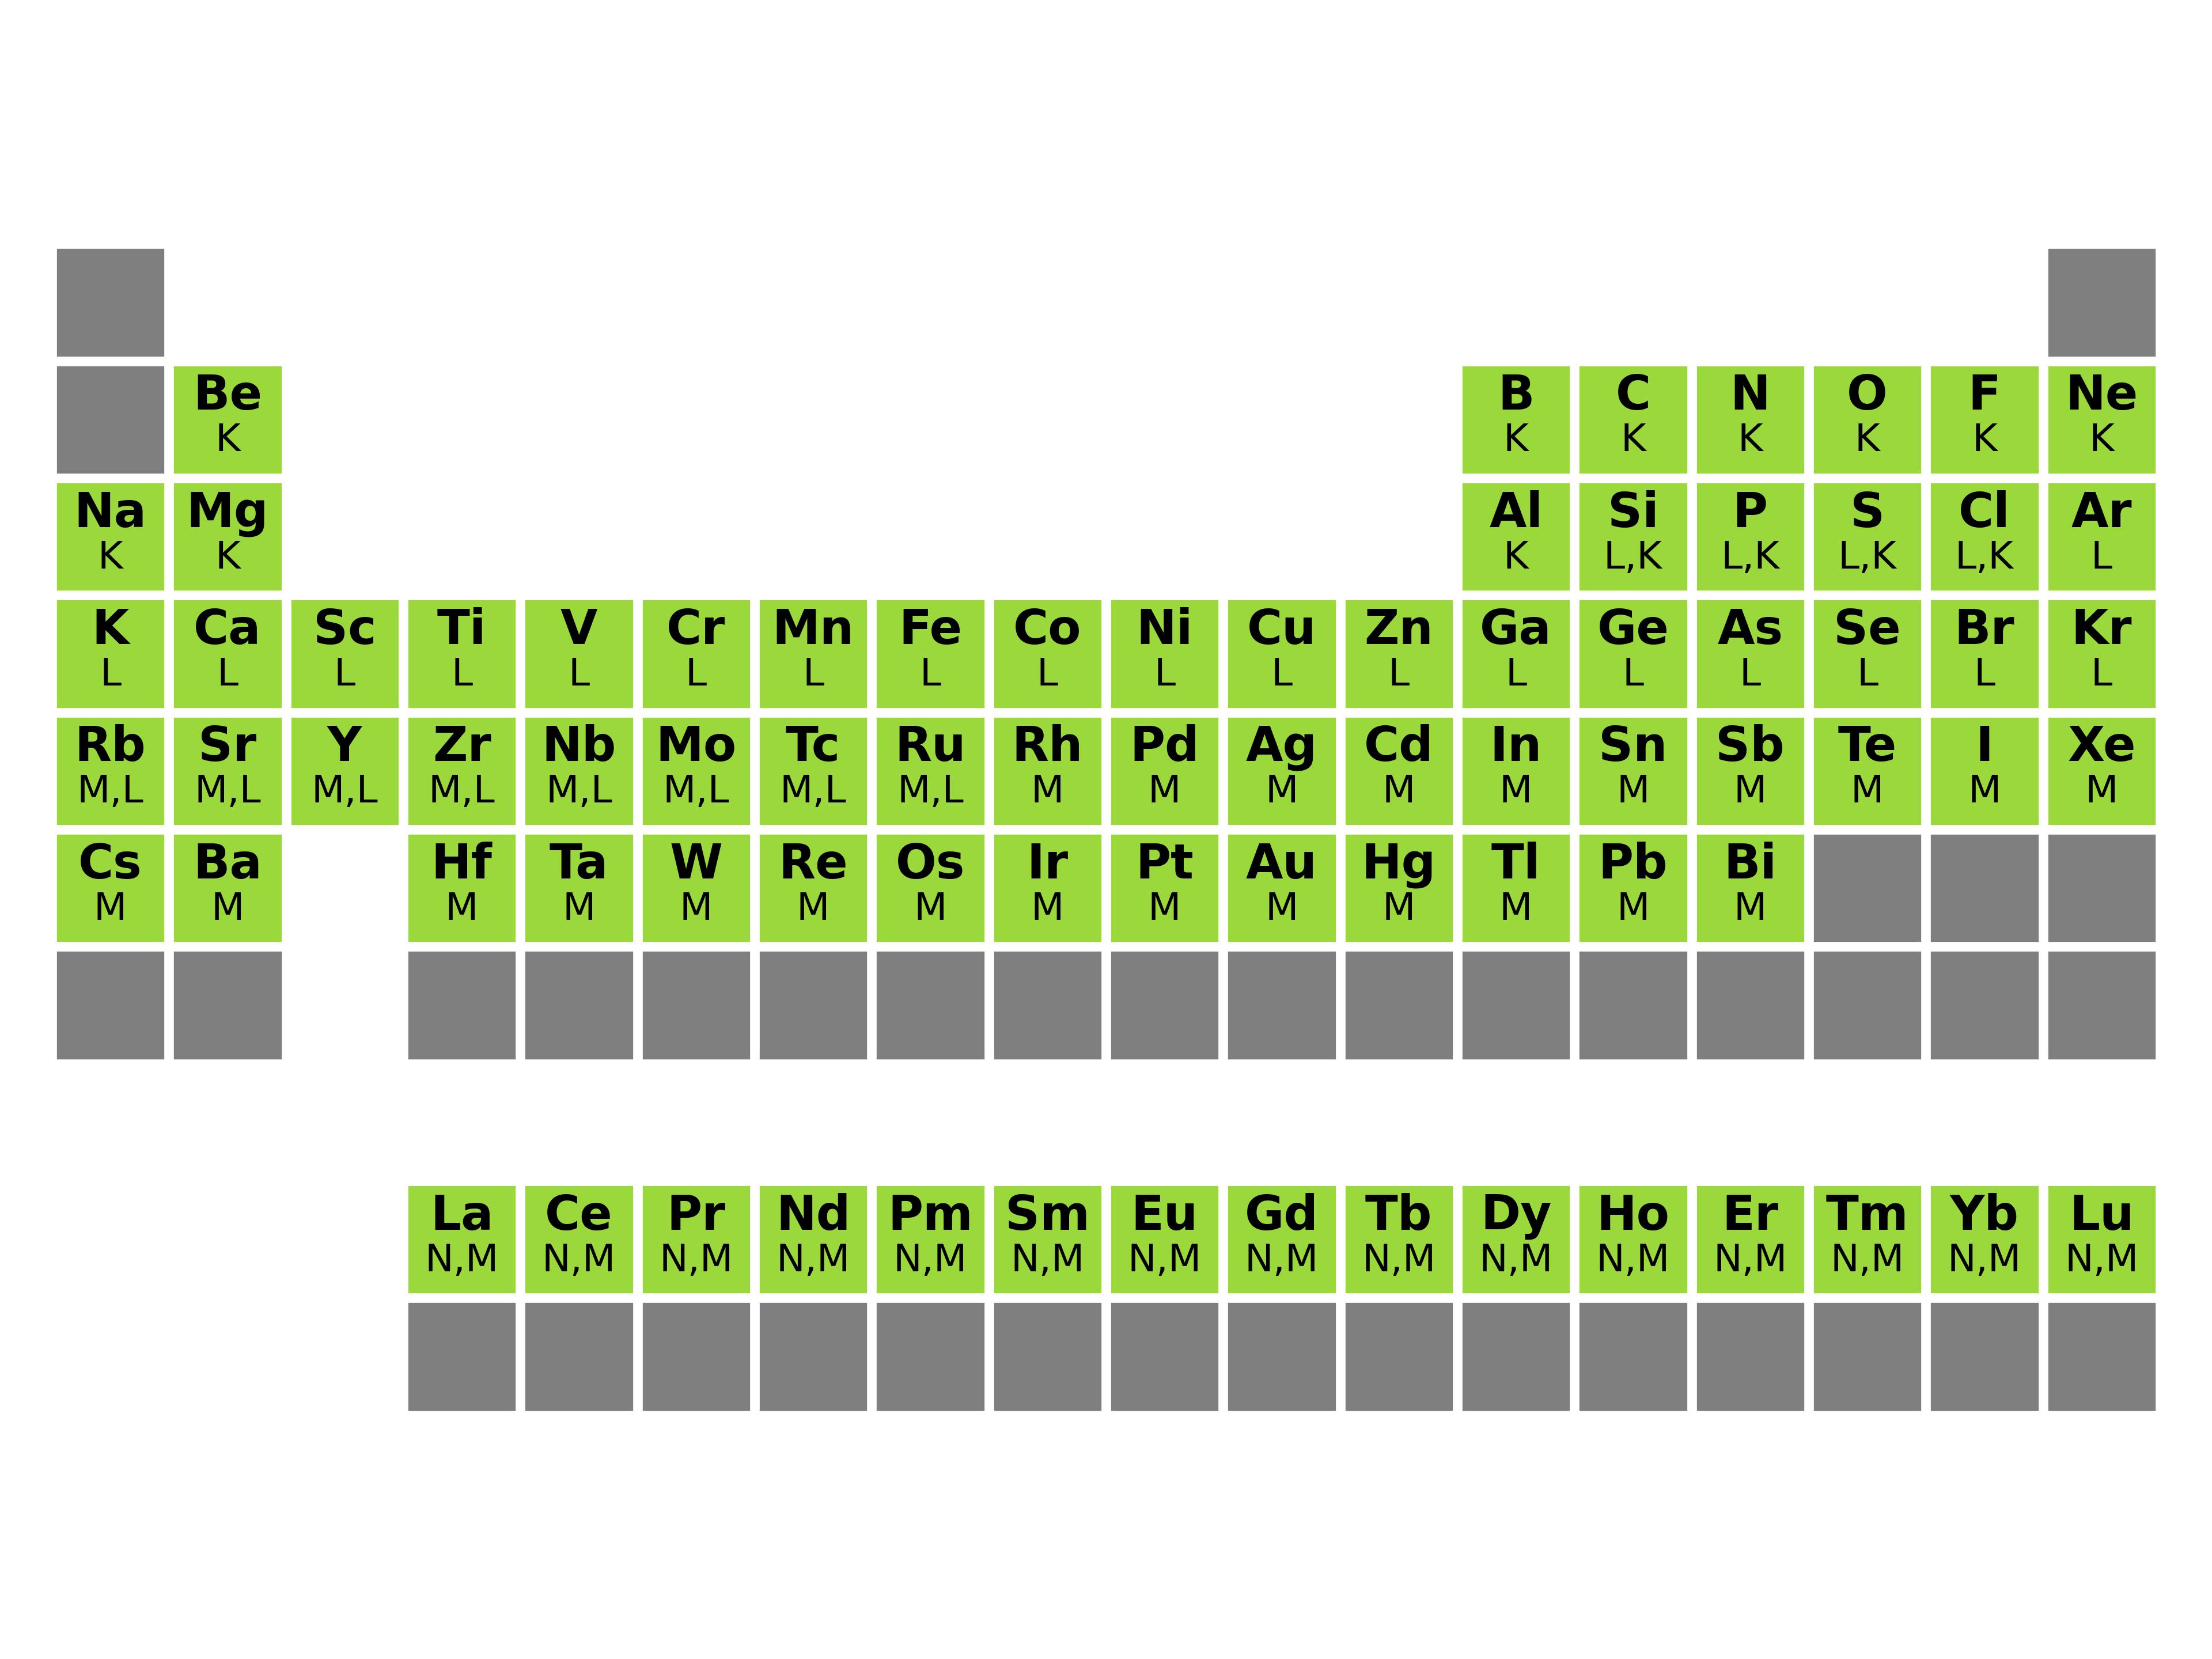 Be B C N O F Ne
K K K K K K K
Na Mg Al Si P S Cl Ar
K K K L,K L,K L,K L,K L
K Ca Sc Ti V Cr Mn Fe Co Ni Cu Zn Ga Ge As Se Br Kr
L L L L L L L L L L L L L L L L L L
Rb Sr Y Zr Nb Mo Tc Ru Rh Pd Ag Cd In Sn Sb Te I Xe
M,L M,L M,L M,L M,L M,L M,L M,L M M M M M M M M M M
Cs Ba Hf Ta W Re Os Ir Pt Au Hg Tl Pb Bi
M M M M M M M M M M M M M M
La Ce Pr Nd Pm Sm Eu Gd Tb Dy Ho Er Tm Yb Lu
N,M N,M N,M N,M N,M N,M N,M N,M N,M N,M N,M N,M N,M N,M N,M